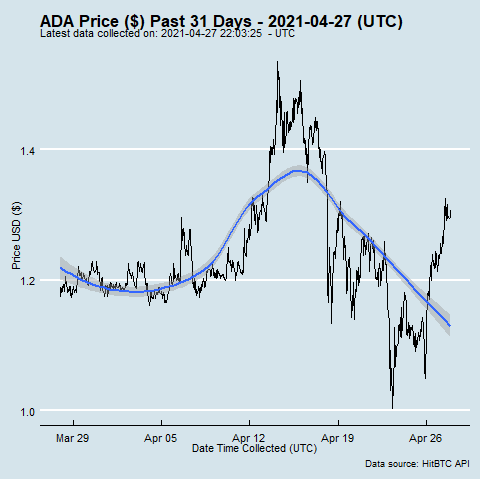 ADA Price ($) Past 31 Days - 2021-04-27 (UTC)
Latest data collected on: 2021-04-27 22:03:25 - UTC
Price USD ($)
1.4
1.2
1.0
Mar 29 Apr 05 Apr 12 Apr 19 Apr 26
Date Time Collected (UTC)
Data source: HitBTC API